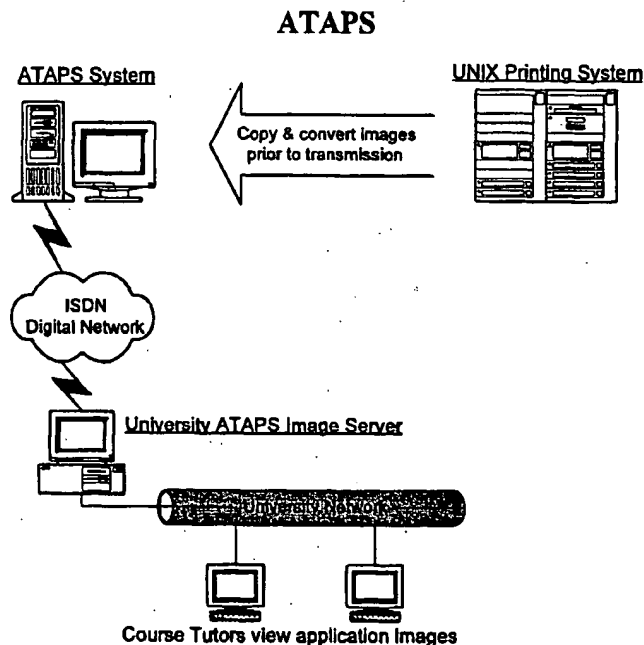 ATAPS
ATAPS System
UNIX Printing System
Copy & convert images
prior to transmission
ISDN
Digital Network
University ATAPS Image Server
University Network
Course Tutors view application Images